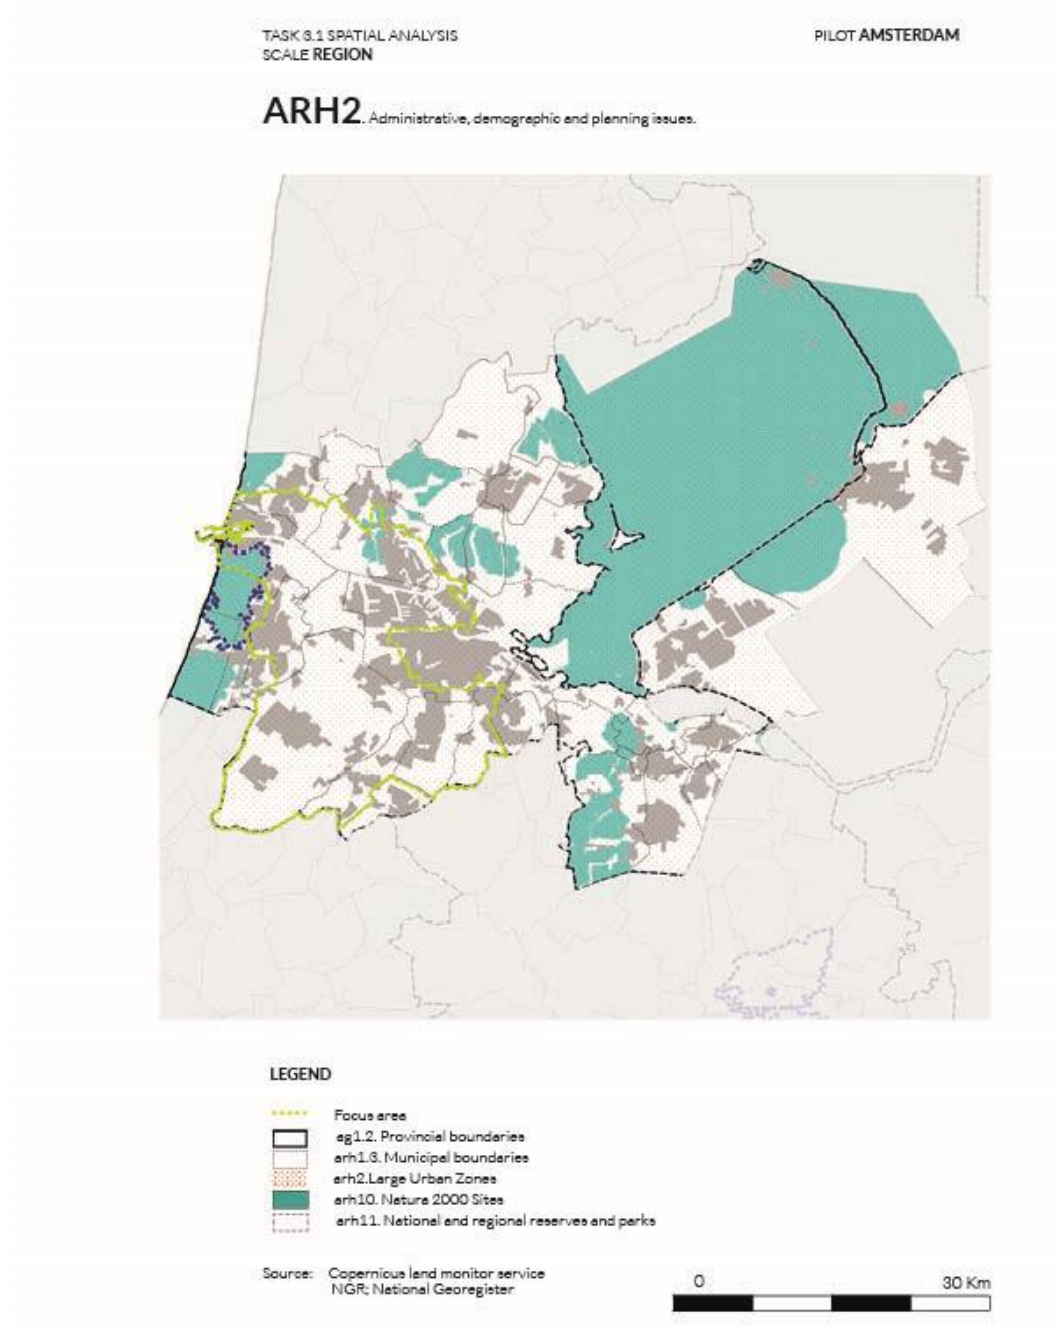 TASK 3.1 SPATIAL ANALYSIS
SCALE REGION
PILOT AMSTERDAM
ARH2. Administrative, demographic and planning issues.
LEGEND
Focus area
ag1.2. Provincial boundaries
arh1.3. Municipal boundaries
arh2.Large Urban Zones
arh10. Natura 2000 Sites
arh11. National and regional reserves and parks
Source: Copernicus land monitor service
NGR; National Georegister
0 30 Km